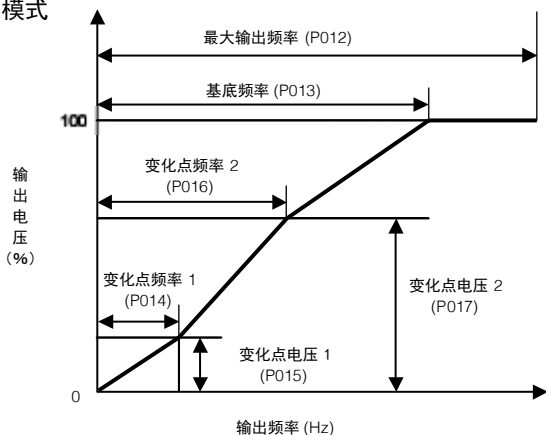 模式
最大输出频率 (P012)
基底频率 (P013)
100
变化点频率 2
(P016)
输
出
电
压
(%)
变化点频率 1
(P014)
变化点电压 2
(P017)
变化点电压 1
(P015)
0
输出频率 (Hz)